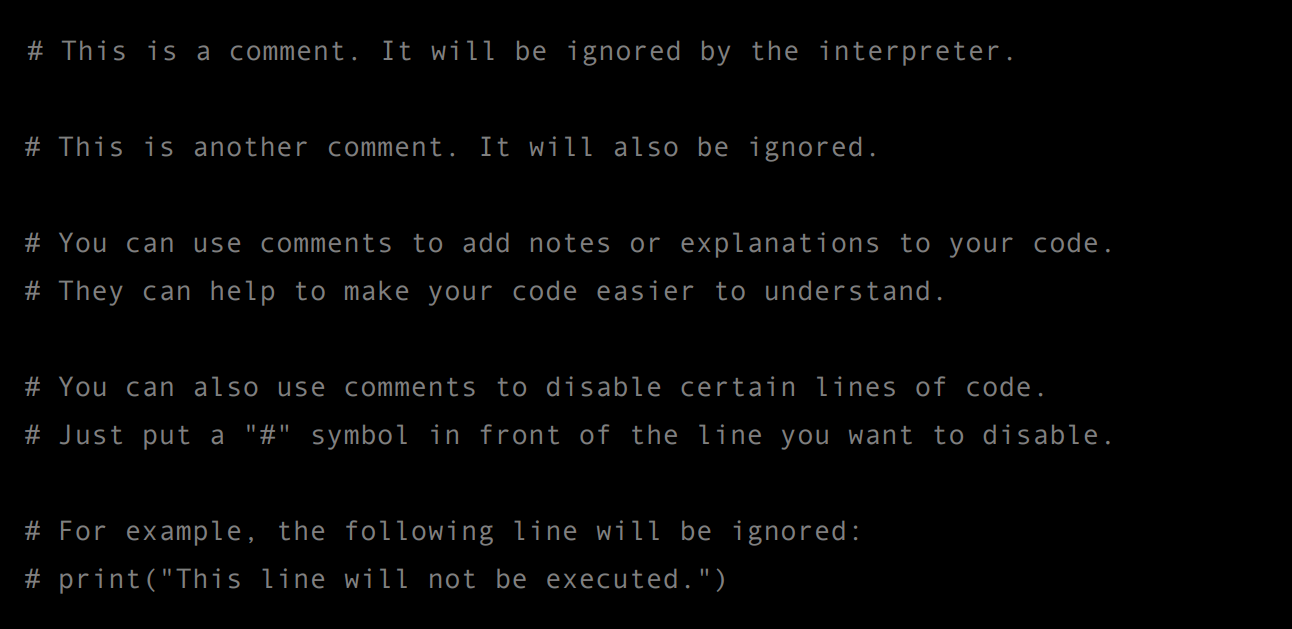 # This is a comment. It will be ignored by the interpreter.
# This is another comment. It will also be ignored.
# You can use comments to add notes or explanations to your code.
# They can help to make your code easier to understand.
# You can also use comments to disable certain lines of code.
# Just put a "#" symbol in front of the line you want to disable.
# For example, the following line will be ignored:
# print("This line will not be executed.")